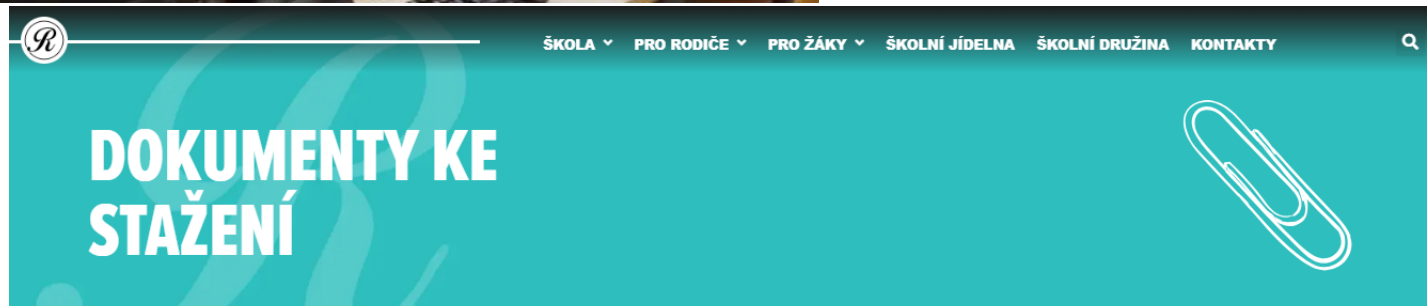 R
ŠKOLA PRO RODIČE PRO ŽÁKY ŠKOLNÍ JÍDELNA ŠKOLNÍ DRUŽINA KONTAKTY
DOKUMENTY KE
STAŽENÍ